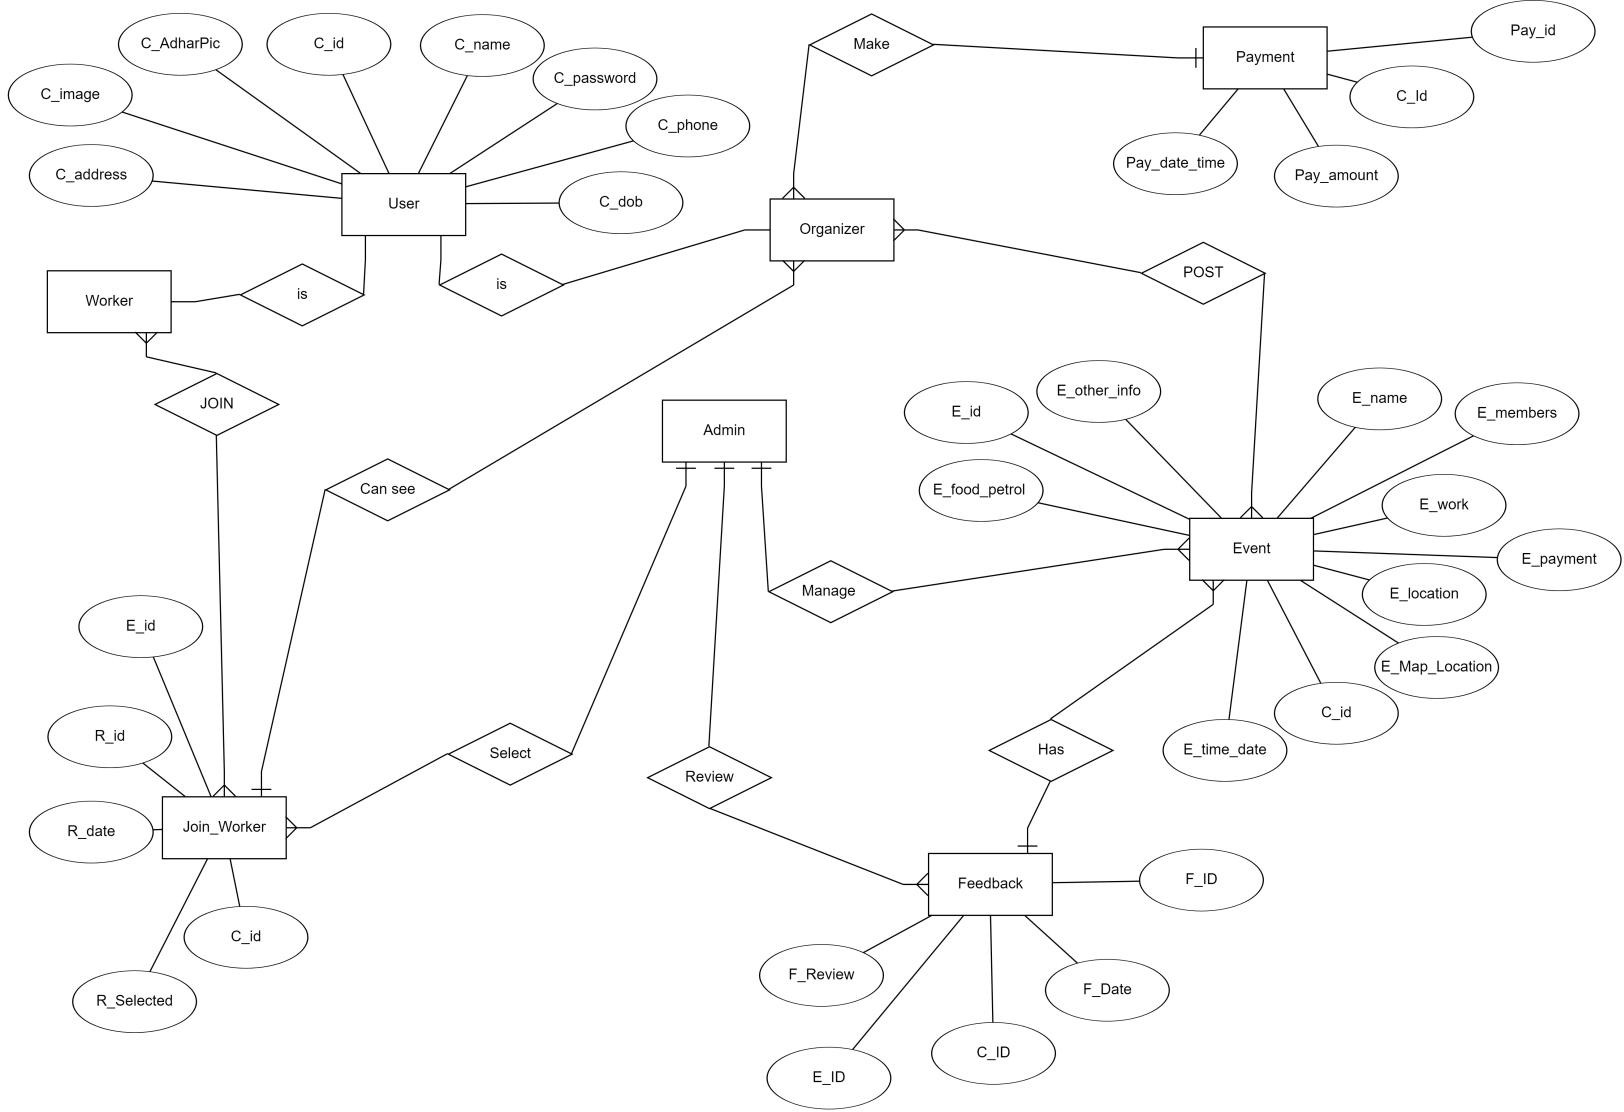 Pay_id
C_AdharPic
C_id
C_name
Make
Payment
C_password
C_image
C_Id
C_phone
Pay_date_time
C_address
Pay_amount
User
C_dob
Organizer
POST
is
is
Worker
E_other_info
E_name
JOIN
E_id
E_members
Admin
Can see
E_food_petrol
E_work
Event
E_payment
Manage
E_location
E_id
E_Map_Location
C_id
R_id
Has
E_time_date
Select
Review
Join_Worker
R_date
Feedback
F_ID
C_id
F_Review
F_Date
R_Selected
C_ID
E_ID